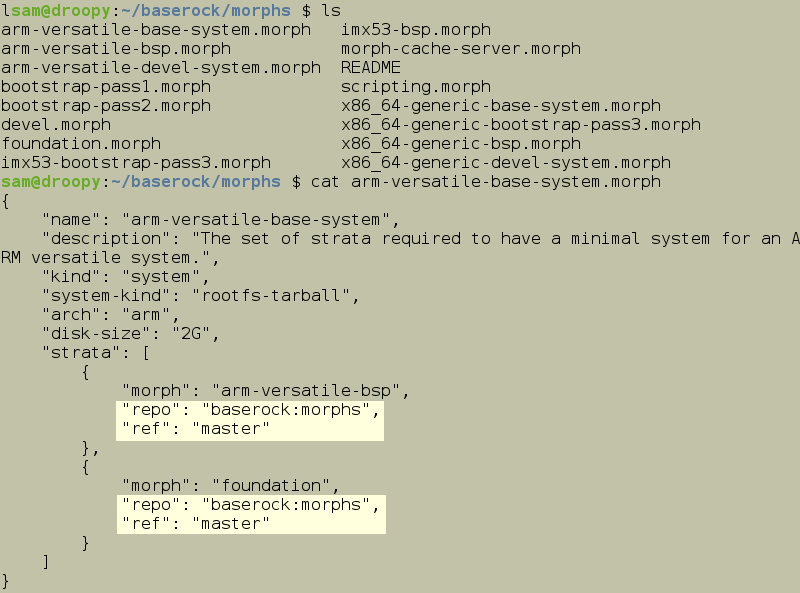 lsam@droopy:~/baserock/morphs $ ls
arm-versatile-base-system.morph   imx53-bsp.morph
arm-versatile-bsp.morph           morph-cache-server.morph
arm-versatile-devel-system.morph  README
bootstrap-pass1.morph             scripting.morph
bootstrap-pass2.morph             x86_64-generic-base-system.morph
devel.morph                       x86_64-generic-bootstrap-pass3.morph
foundation.morph                  x86_64-generic-bsp.morph
imx53-bootstrap-pass3.morph       x86_64-generic-devel-system.morph
sam@droopy:~/baserock/morphs $ cat arm-versatile-base-system.morph
{
    "name": "arm-versatile-base-system",
    "description": "The set of strata required to have a minimal system for an A
RM versatile system.",
    "kind": "system",
    "system-kind": "rootfs-tarball",
    "arch": "arm",
    "disk-size": "2G",
    "strata": [
        {
            "morph": "arm-versatile-bsp",
            "repo": "baserock:morphs",
            "ref": "master"
        },
        {
            "morph": "foundation",
            "repo": "baserock:morphs",
            "ref": "master"
        }
    ]
}